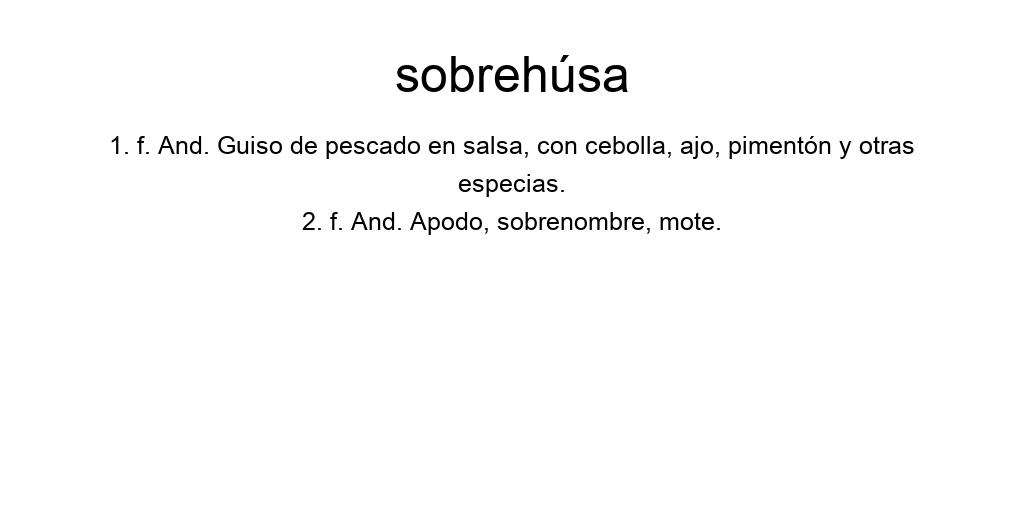 sobrehúsa
1. f. And. Guiso de pescado en salsa, con cebolla, ajo, pimentón y otras
especias.
2. f. And. Apodo, sobrenombre, mote.